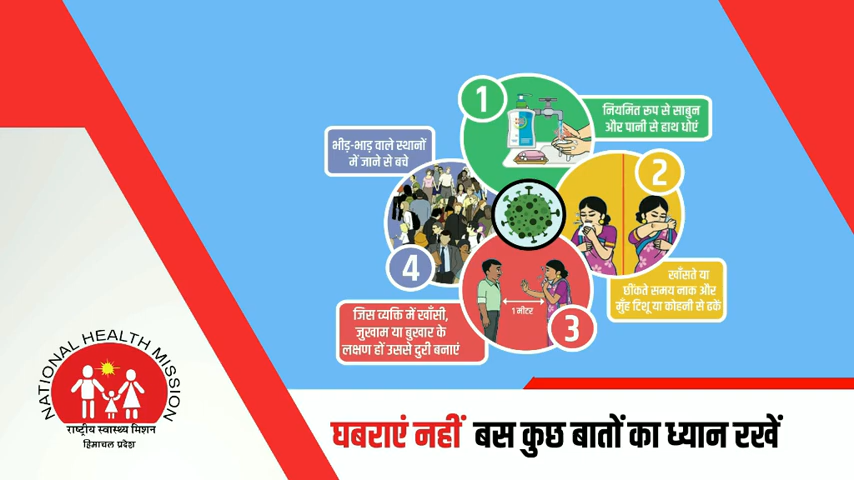 1
नियमित रूप से साबुन
और पानी से हाथ धोएं
2
खाँसते या
छींकते समय नाक और
मुँह टिशू या कोहनी से ढकें
1 मीटर
3
जिस व्यक्ति में खाँसी,
जुखाम या बुखार के
लक्षण हों उससे दुरी बनाएं
भीड़-भाड़ वाले स्थानों
में जाने से बचे
4
NATIONAL HEALTH MISSION
राष्ट्रीय स्वास्थ्य मिशन
हिमाचल प्रदेश
घबराएं नहीं बस कुछ बातों का ध्यान रखें